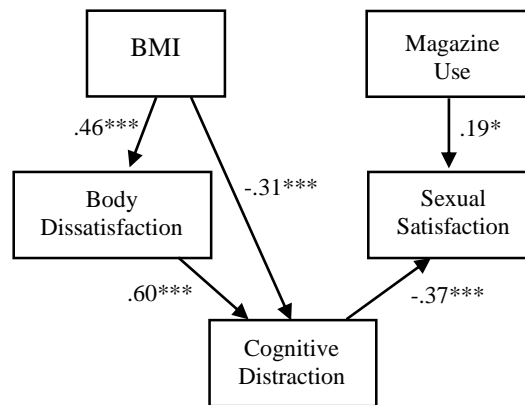 BMI
Magazine
Use
.46***
.19*
-.31***
Body
Dissatisfaction
Sexual
Satisfaction
.60***
-.37***
Cognitive
Distraction